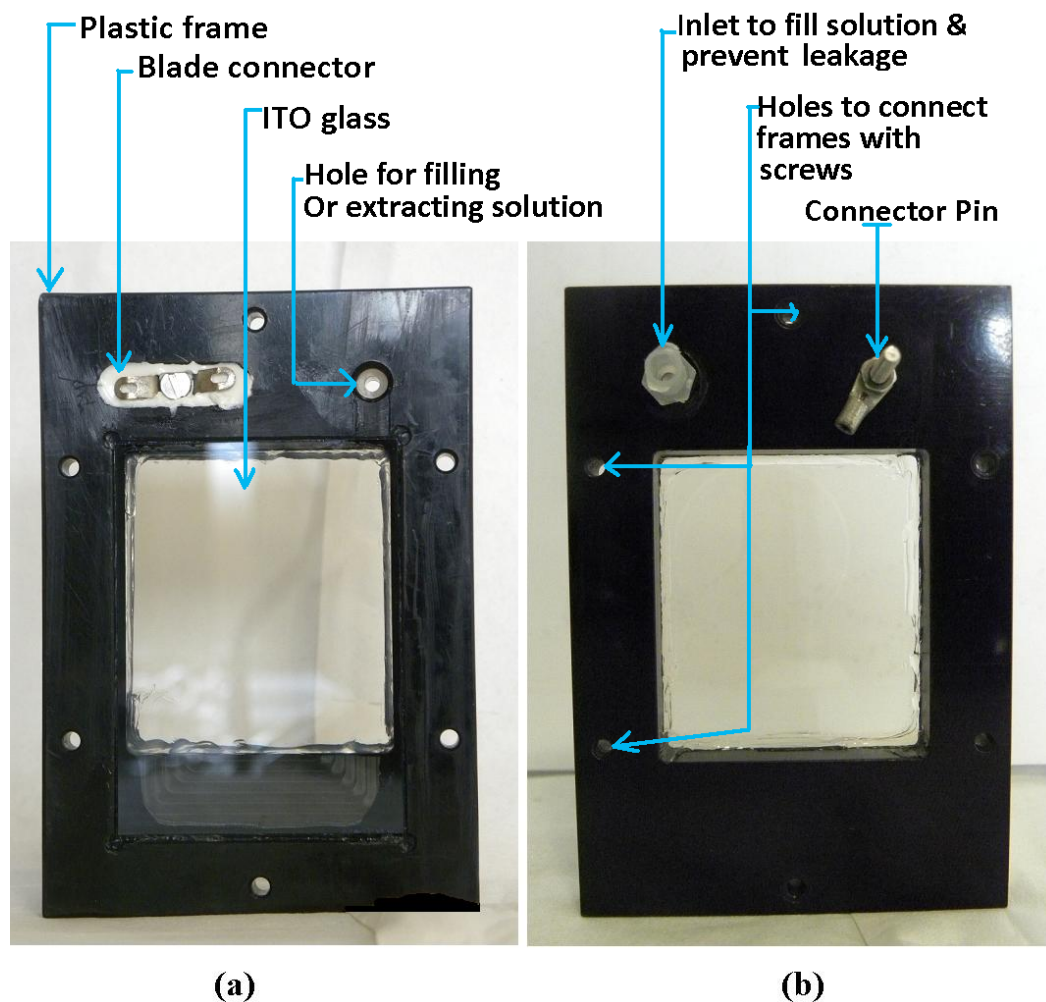 Plastic frame
Blade connector
ITO glass
Hole for filling
Or extracting solution
Inlet to fill solution &
prevent leakage
Holes to connect
frames with
screws
Connector Pin
(a)
(b)